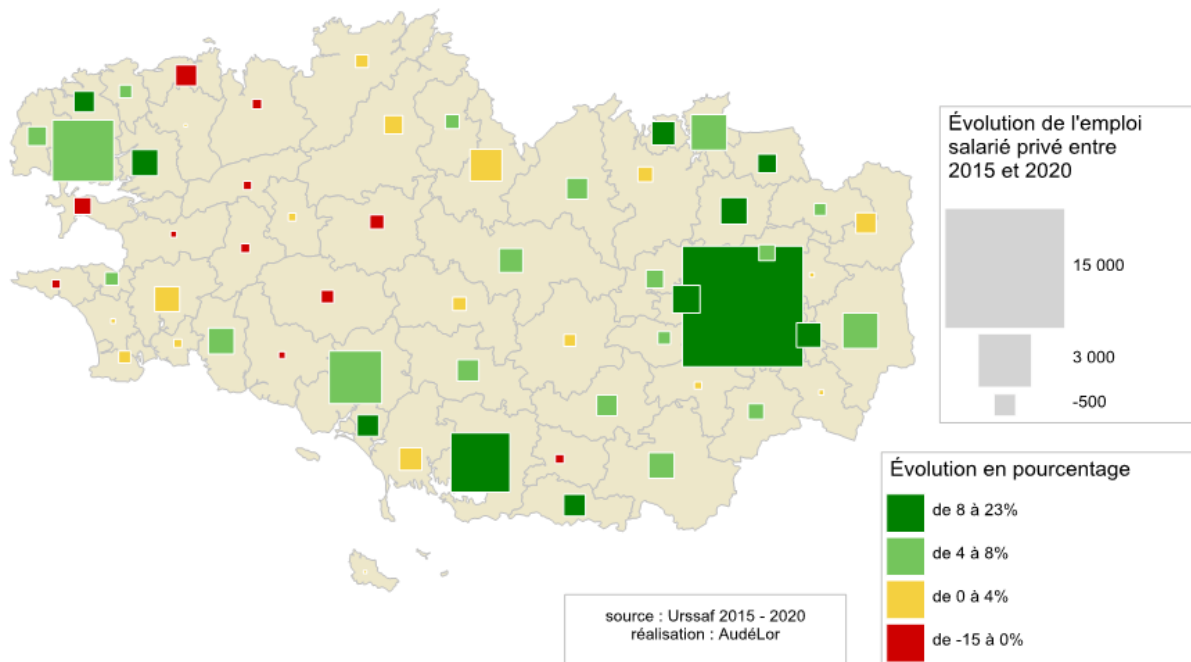 Évolution de l'emploi
salarié privé entre
2015 et 2020
15 000
3 000
-500
Évolution en pourcentage
de 8 à 23%
de 4 à 8%
de 0 à 4%
de -15 à 0%
source : Urssaf 2015 - 2020
réalisation : AudéLor